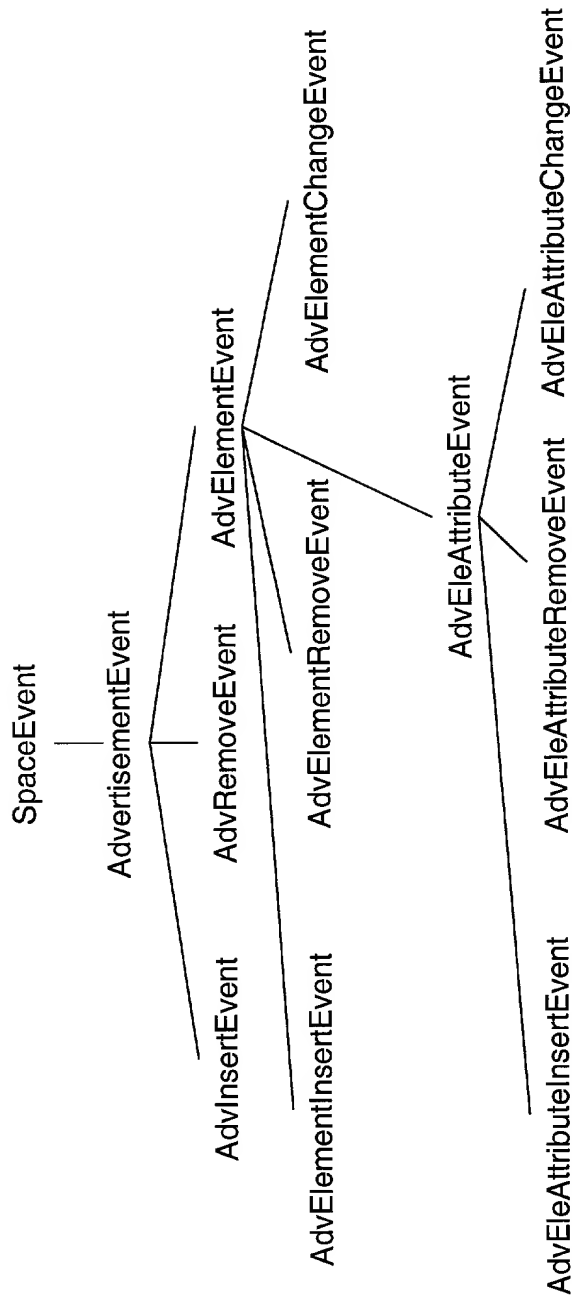 SpaceEvent
AdvertisementEvent
AdvInsertEvent
AdvRemoveEvent
AdvElementEvent
AdvElementInsertEvent
AdvElementRemoveEvent
AdvElementChangeEvent
AdvEleAttributeEvent
AdvEleAttributeInsertEvent
AdvEleAttributeRemoveEvent
AdvEleAttributeChangeEvent